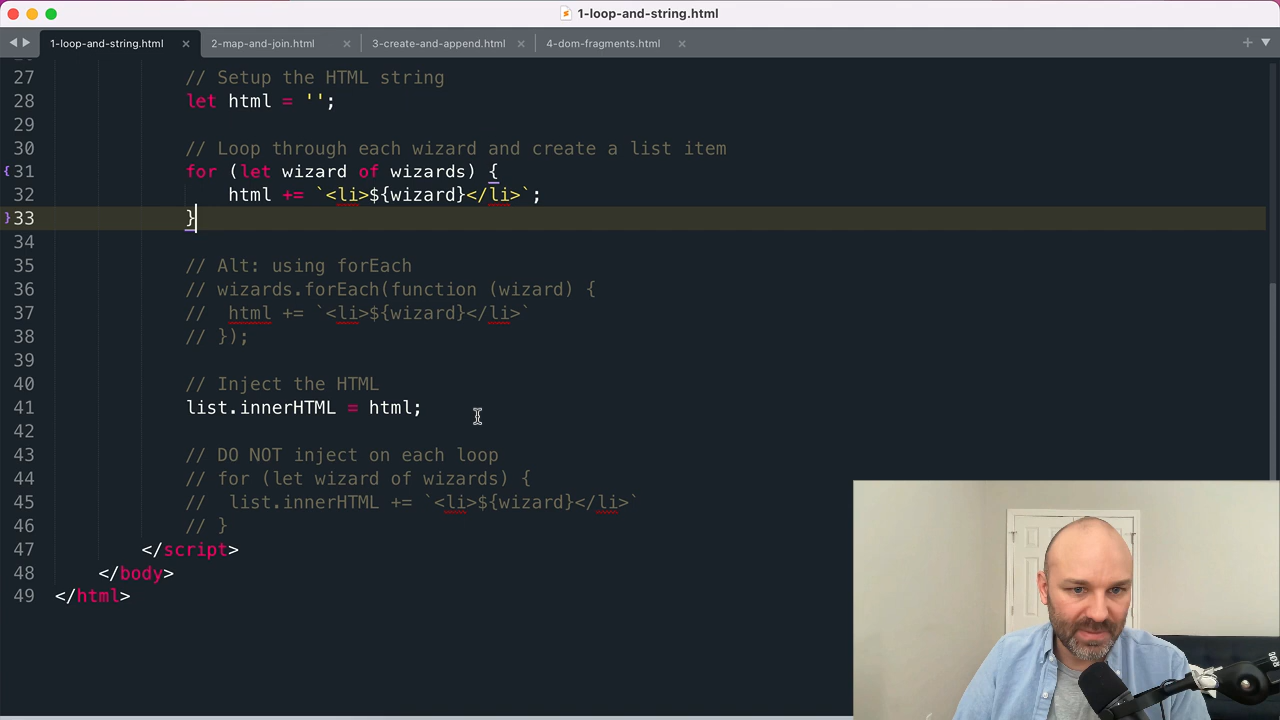 1-loop-and-string.html
1-loop-and-string.html × 2-map-and-join.html × 3-create-and-append.html × 4-dom-fragments.html ×
27 // Setup the HTML string
28 let html = '';
29
30 // Loop through each wizard and create a list item
31 for (let wizard of wizards) {
32 html += `<li>${wizard}</li>`;
33 }
34
35 // Alt: using forEach
36 // wizards.forEach(function (wizard) {
37 // html += `<li>${wizard}</li>`
38 // });
39
40 // Inject the HTML
41 list.innerHTML = html;
42
43 // DO NOT inject on each loop
44 // for (let wizard of wizards) {
45 // list.innerHTML += `<li>${wizard}</li>`
46 // }
47 </script>
48 </body>
49 </html>